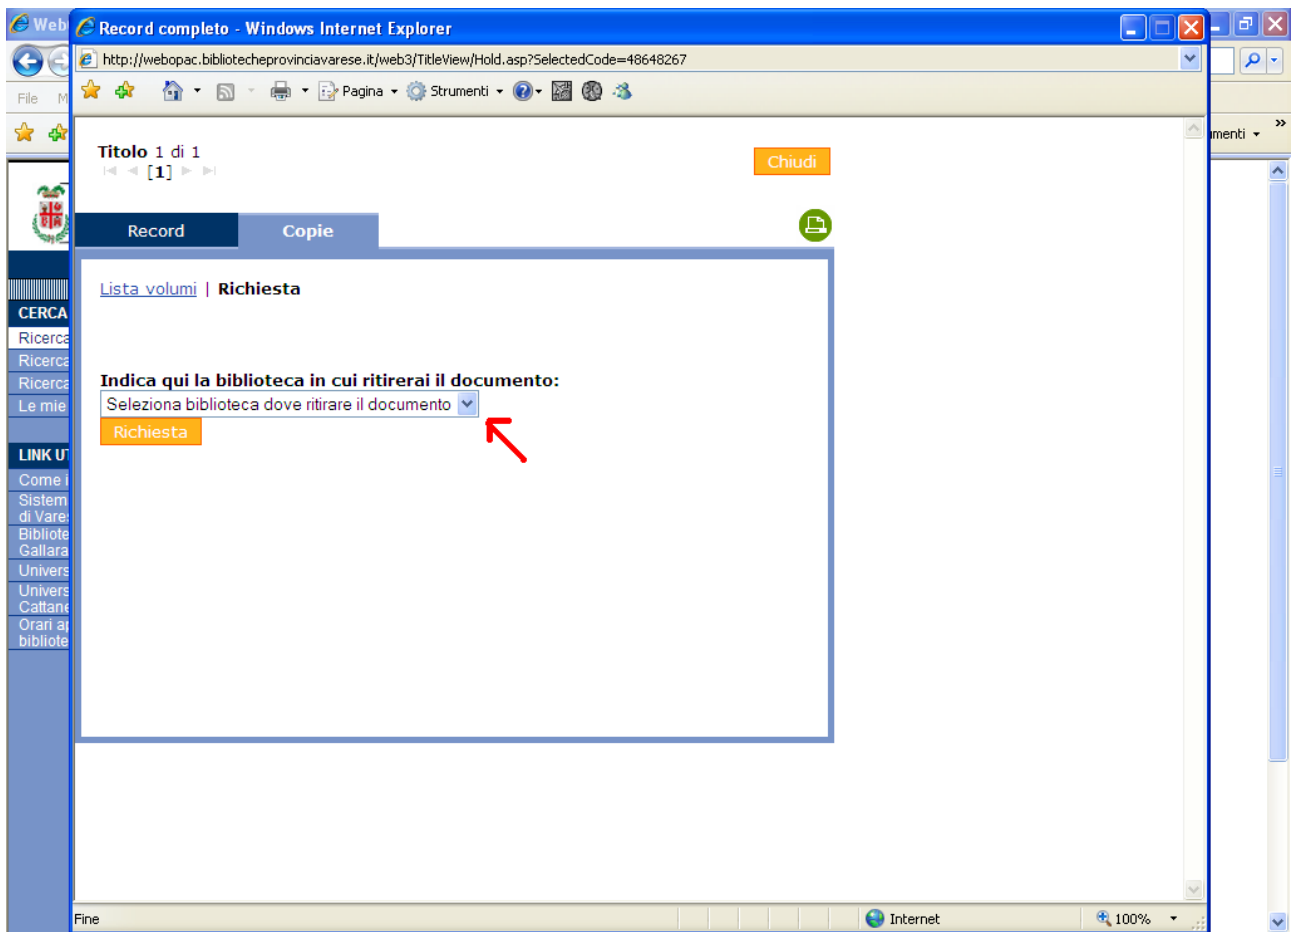 Web
Record completo - Windows Internet Explorer
http://webopac.bibliotecheprovinciavarese.it/web3/TitleView/Hold.asp?SelectedCode=48648267
File M
Pagina Strumenti
menti
»
Titolo 1 di 1
[1]
Chiudi
Record Copie
Lista volumi | Richiesta
Indica qui la biblioteca in cui ritirerai il documento:
Seleziona biblioteca dove ritirare il documento
Richiesta
CERCA
Ricerca
Ricerca
Ricerca
Le mie
LINK UT
Come i
Sistem
di Vares
Bibliote
Gallara
Univers
Univers
Cattane
Orari ap
bibliote
Fine
Internet
100%